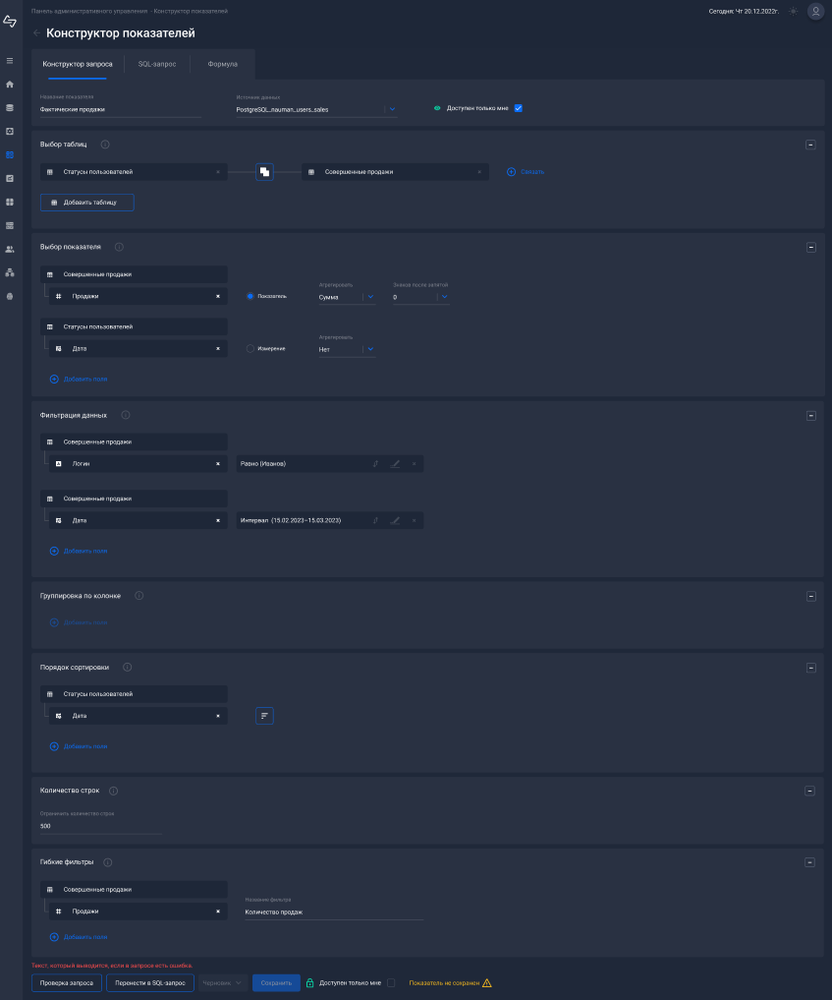 Панель административного управления - Конструктор показателей
Сегодня: Чт 20.12.2022г.
Конструктор показателей
Конструктор запроса
SQL-запрос
Формула
Название показателя
Источник данных
Фактические продажи
PostgreSQL_nauman_users_sales
Доступен только мне
Выбор таблиц
Статусы пользователей
Совершенные продажи
Связать
Добавить таблицу
Выбор показателя
Совершенные продажи
Агрегировать
Знаков после запятой
Продажи
Показатель
Сумма
0
Статусы пользователей
Агрегировать
Дата
Измерение
Нет
Добавить поле
Фильтрация данных
Совершенные продажи
Логин
Равно (Иванов)
Совершенные продажи
Дата
Интервал (15.02.2023–15.03.2023)
Добавить поле
Группировка по колонке
Добавить поле
Порядок сортировки
Статусы пользователей
Дата
Добавить поле
Количество строк
Ограничить количество строк
500
Гибкие фильтры
Совершенные продажи
Название фильтра
Продажи
Количество продаж
Добавить поле
Текст, который выводится, если в запросе есть ошибка.
Проверка запроса
Перенести в SQL-запрос
Черновик
Сохранить
Доступен только мне
Показатель не сохранен